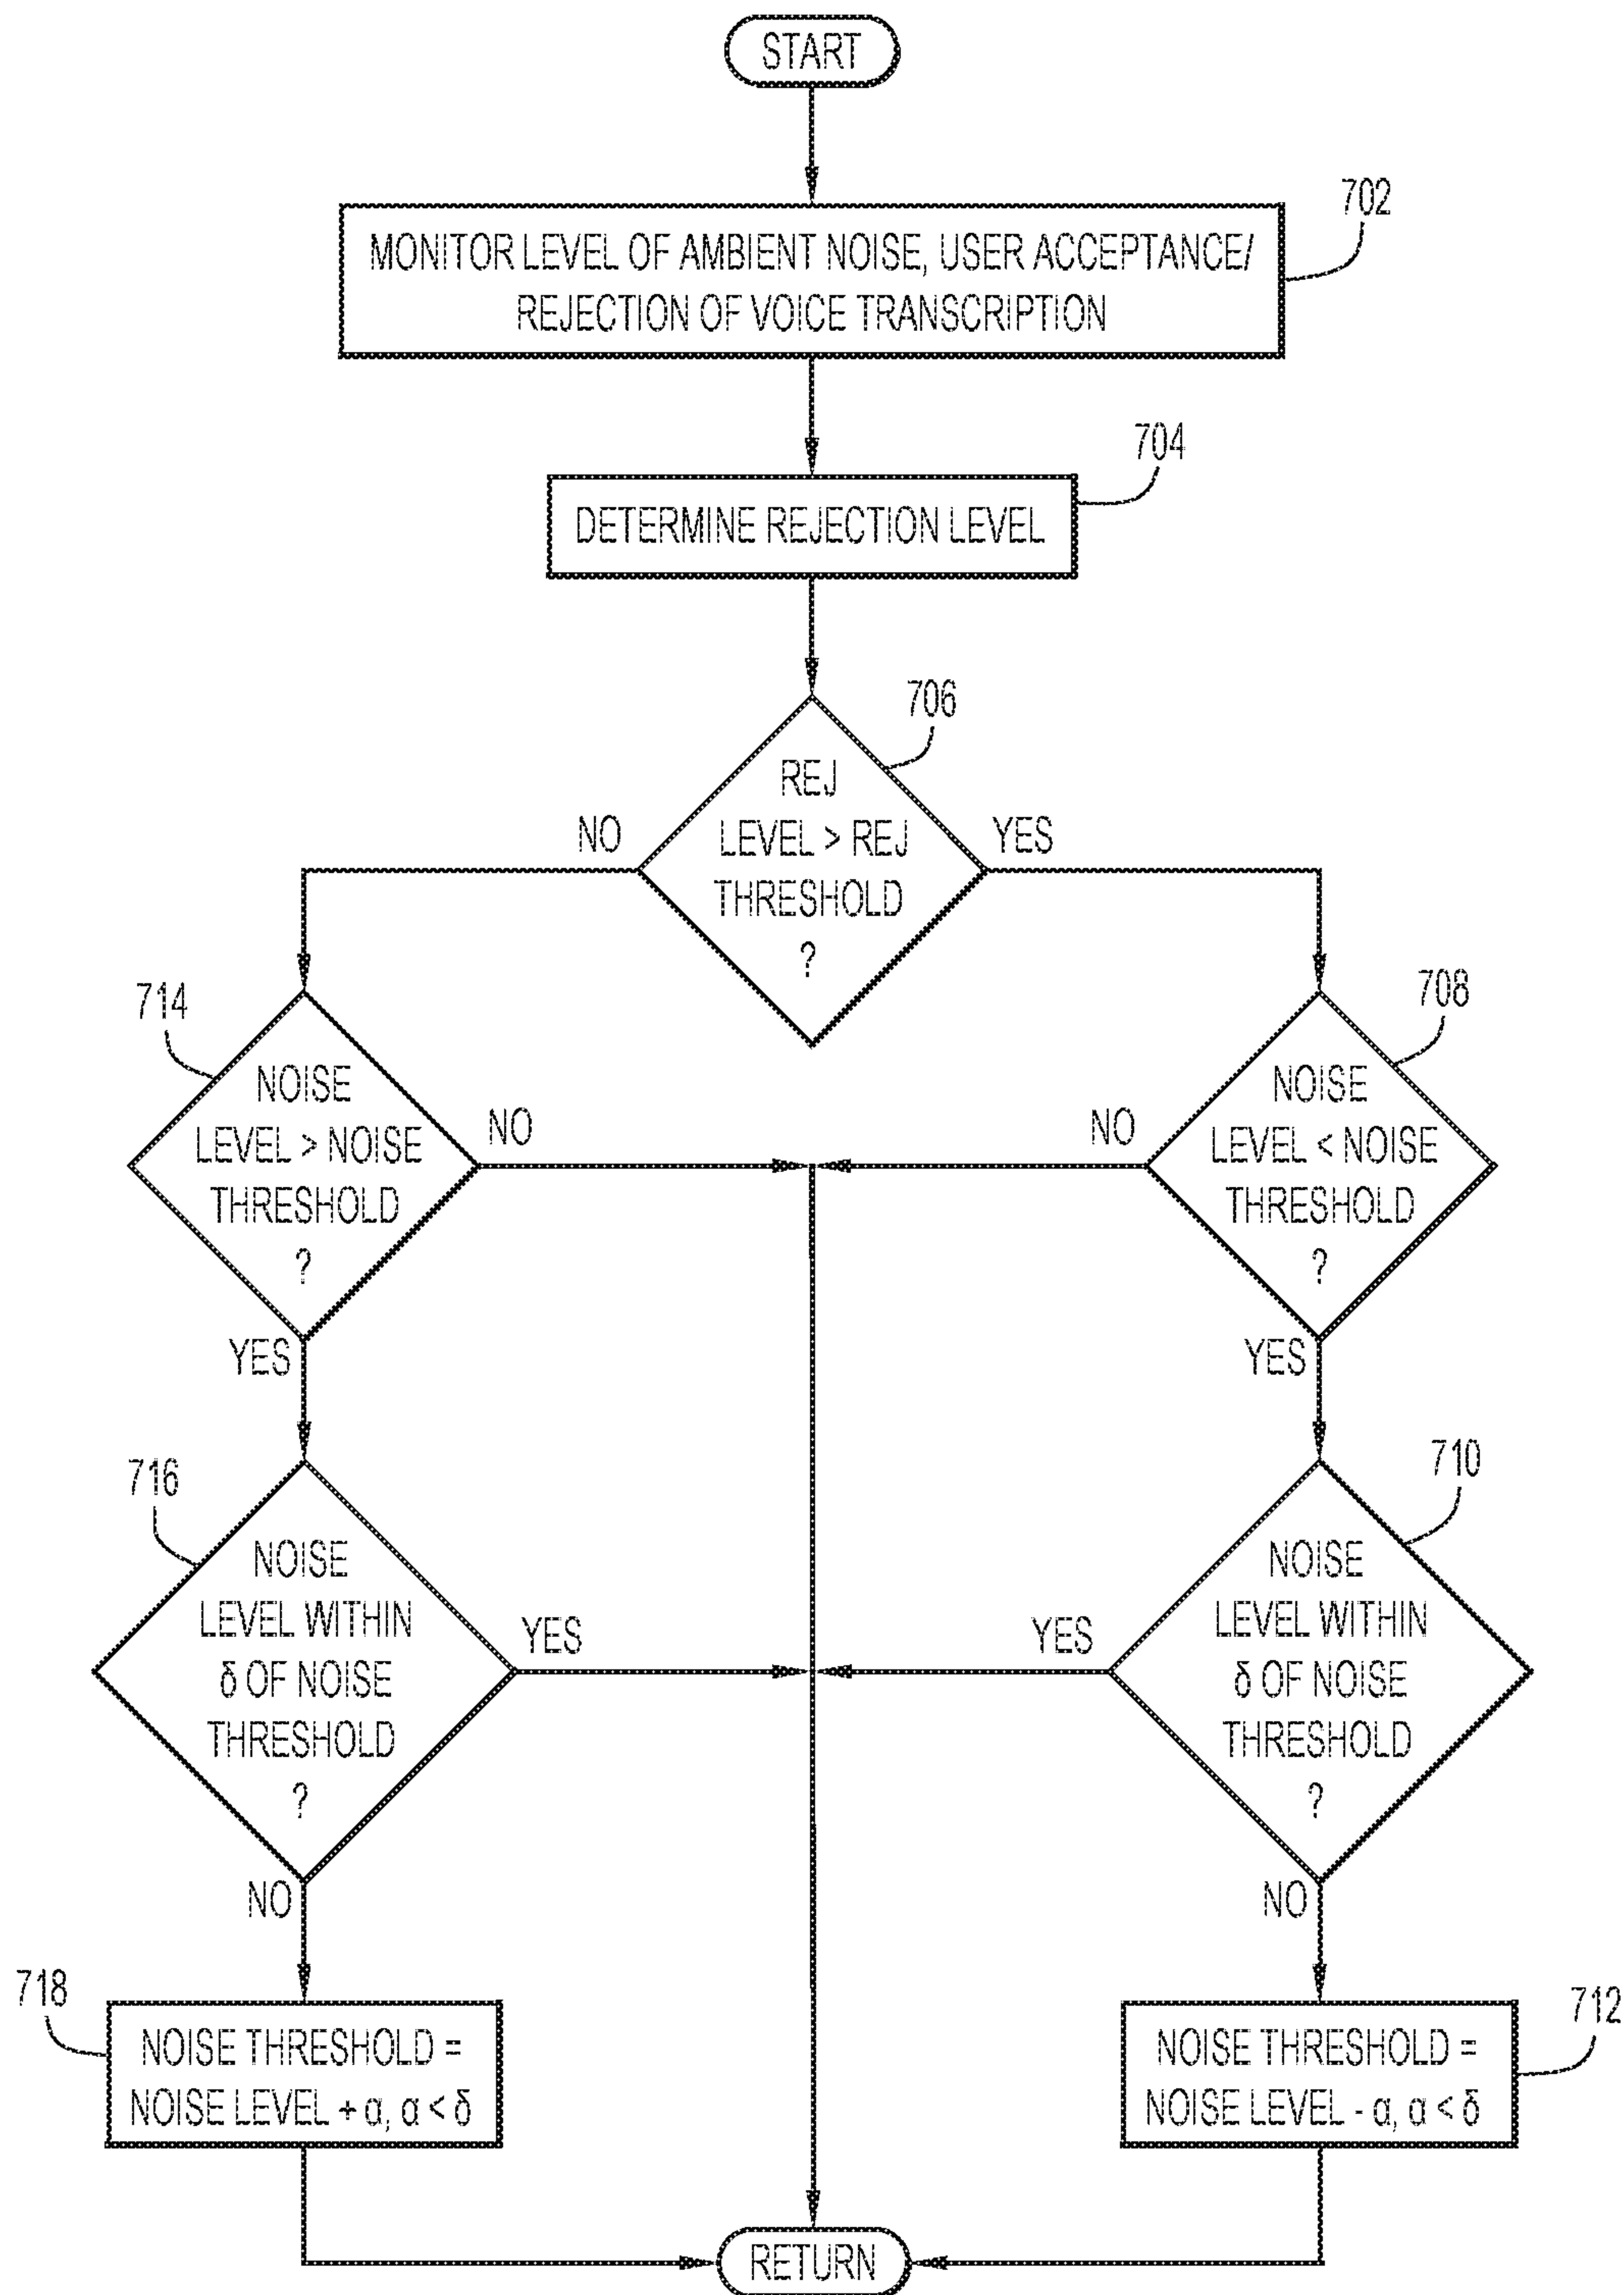 START
702
MONITOR LEVEL OF AMBIENT NOISE, USER ACCEPTANCE/
REJECTION OF VOICE TRANSCRIPTION
704
DETERMINE REJECTION LEVEL
706
REJ
LEVEL > REJ
THRESHOLD
?
NO
YES
714
NOISE
LEVEL > NOISE
THRESHOLD
?
NO
YES
708
NOISE
LEVEL < NOISE
THRESHOLD
?
NO
YES
716
NOISE
LEVEL WITHIN
δ OF NOISE
THRESHOLD
?
YES
NO
710
NOISE
LEVEL WITHIN
δ OF NOISE
THRESHOLD
?
YES
NO
718
NOISE THRESHOLD =
NOISE LEVEL + α, α < δ
712
NOISE THRESHOLD =
NOISE LEVEL - α, α < δ
RETURN